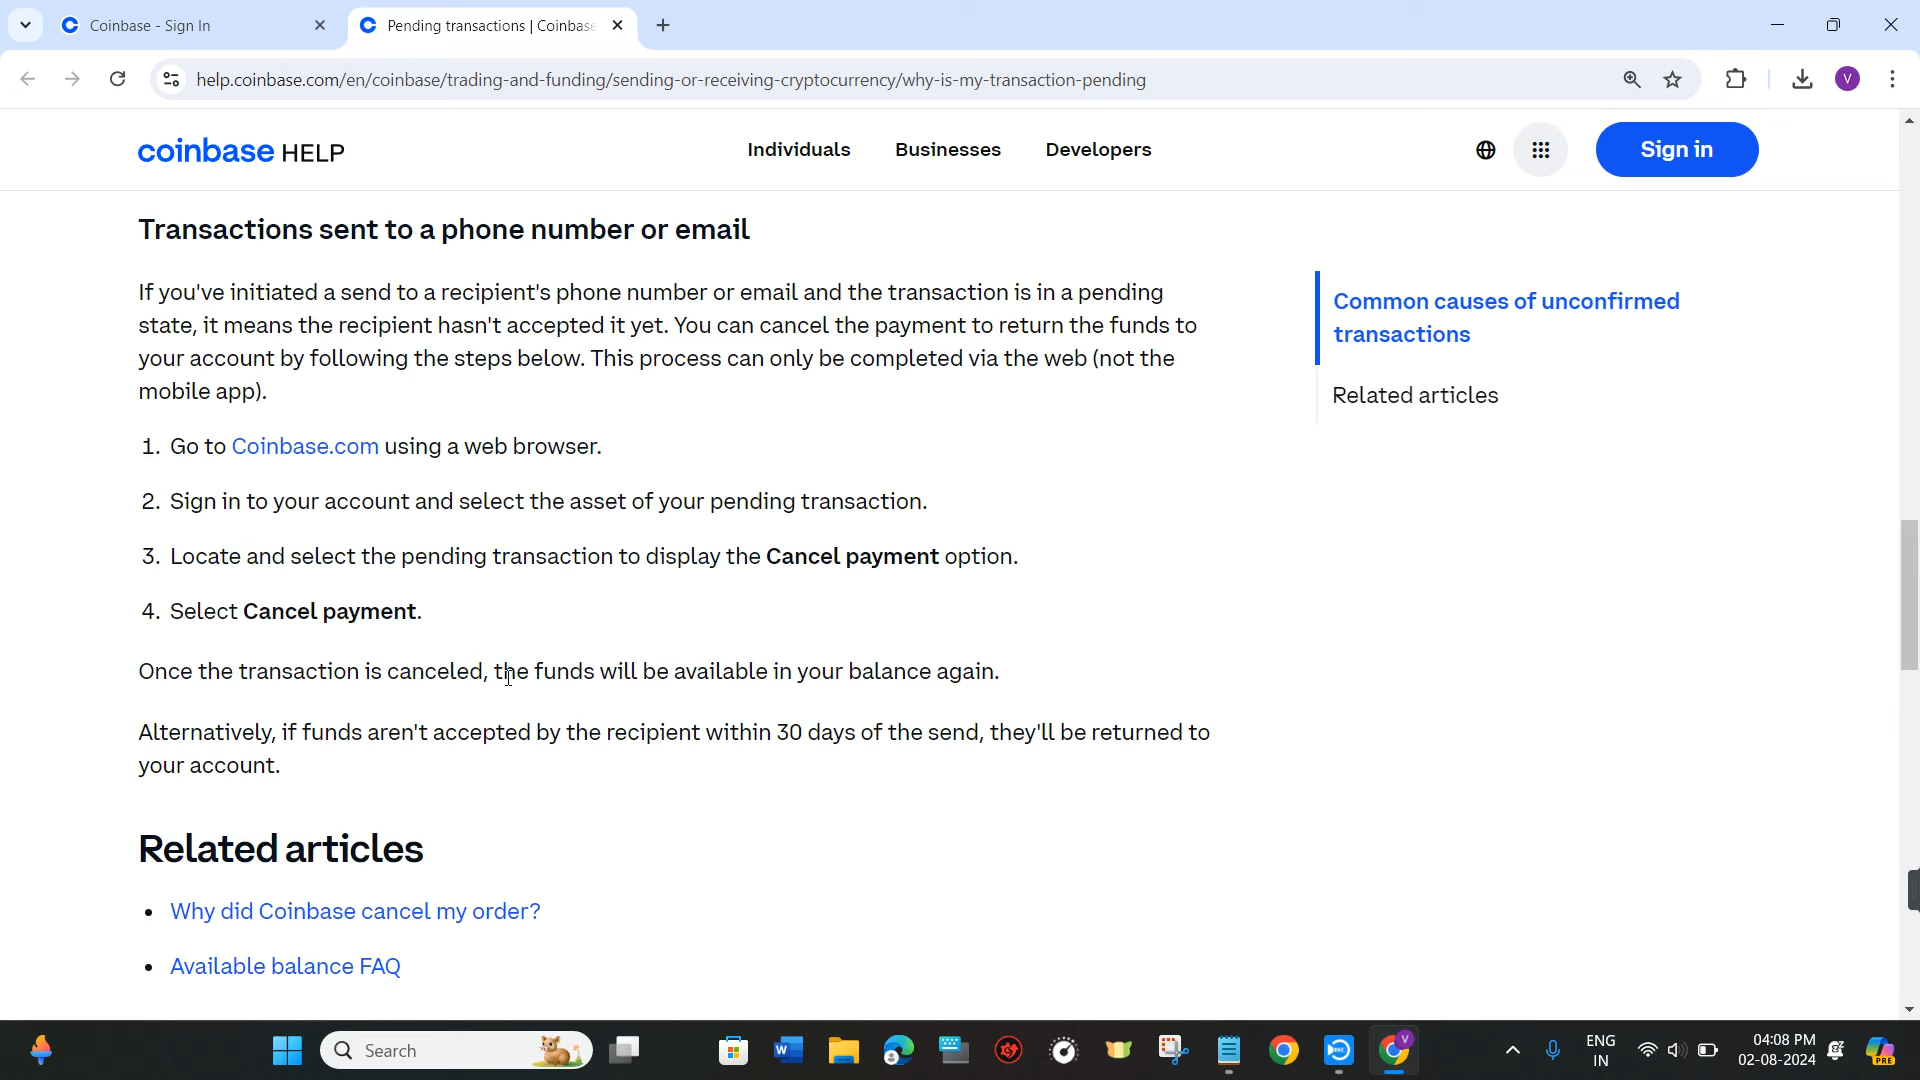 Coinbase - Sign In
Pending transactions | Coinbase
help.coinbase.com/en/coinbase/trading-and-funding/sending-or-receiving-cryptocurrency/why-is-my-transaction-pending
V
coinbase HELP
Individuals
Businesses
Developers
Sign in
Transactions sent to a phone number or email
If you've initiated a send to a recipient's phone number or email and the transaction is in a pending
state, it means the recipient hasn't accepted it yet. You can cancel the payment to return the funds to
your account by following the steps below. This process can only be completed via the web (not the
mobile app).
1. Go to Coinbase.com using a web browser.
2. Sign in to your account and select the asset of your pending transaction.
3. Locate and select the pending transaction to display the Cancel payment option.
4. Select Cancel payment.
Once the transaction is canceled, the funds will be available in your balance again.
Alternatively, if funds aren't accepted by the recipient within 30 days of the send, they'll be returned to
your account.
Common causes of unconfirmed
transactions
Related articles
Related articles
• Why did Coinbase cancel my order?
• Available balance FAQ
Search
W
REC
V
ENG
IN
04:08 PM
02-08-2024
PRE